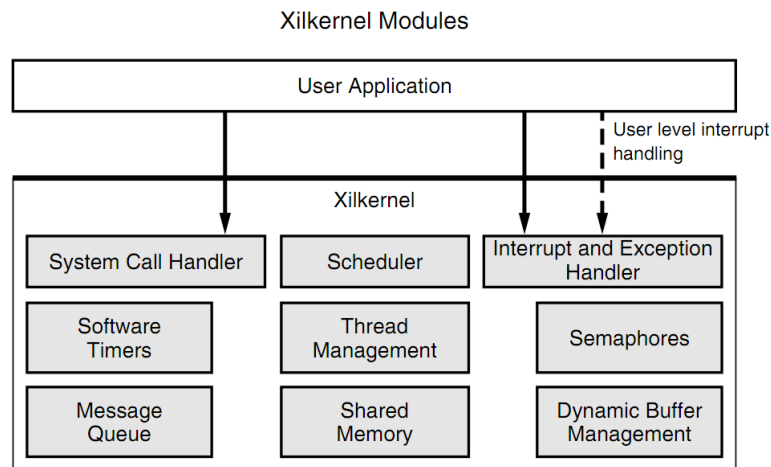 Xilkernel Modules
User Application
User level interrupt
handling
Xilkernel
System Call Handler
Scheduler
Interrupt and Exception
Handler
Software
Timers
Thread
Management
Semaphores
Message
Queue
Shared
Memory
Dynamic Buffer
Management